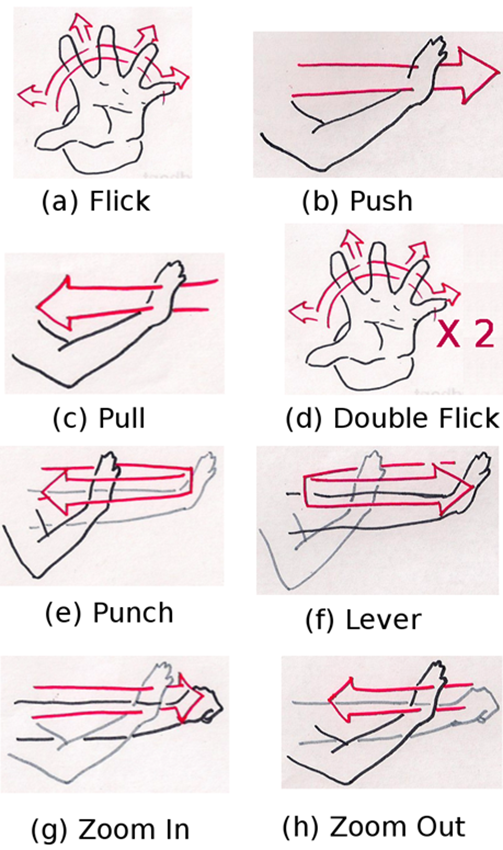 (a) Flick
(b) Push
(c) Pull
X 2
(d) Double Flick
(e) Punch
(f) Lever
(g) Zoom In
(h) Zoom Out